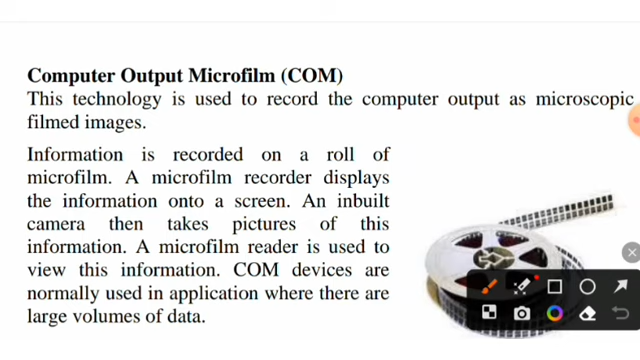 Computer Output Microfilm (COM)
This technology is used to record the computer output as microscopic
filmed images.
Information is recorded on a roll of
microfilm. A microfilm recorder displays
the information onto a screen. An inbuilt
camera then takes pictures of this
information. A microfilm reader is used to
view this information. COM devices are
normally used in application where there are
large volumes of data.